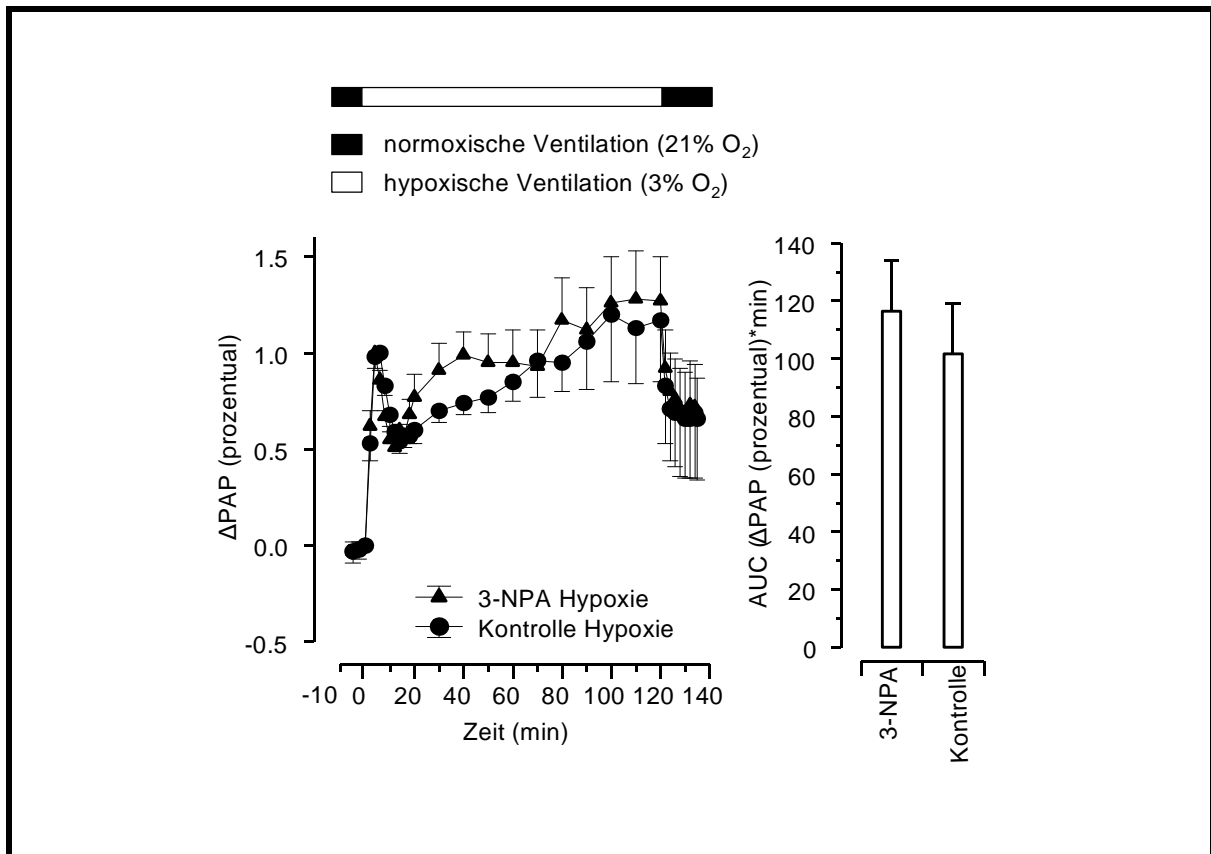 normoxische Ventilation (21% O₂)
hypoxische Ventilation (3% O₂)
ΔPAP (prozentual)
1.5
1.0
0.5
0.0
-0.5
3-NPA Hypoxie
Kontrolle Hypoxie
-10 0 20 40 60 80 100 120 140
Zeit (min)
AUC (ΔPAP (prozentual)*min)
140
120
100
80
60
40
20
0
3-NPA
Kontrolle